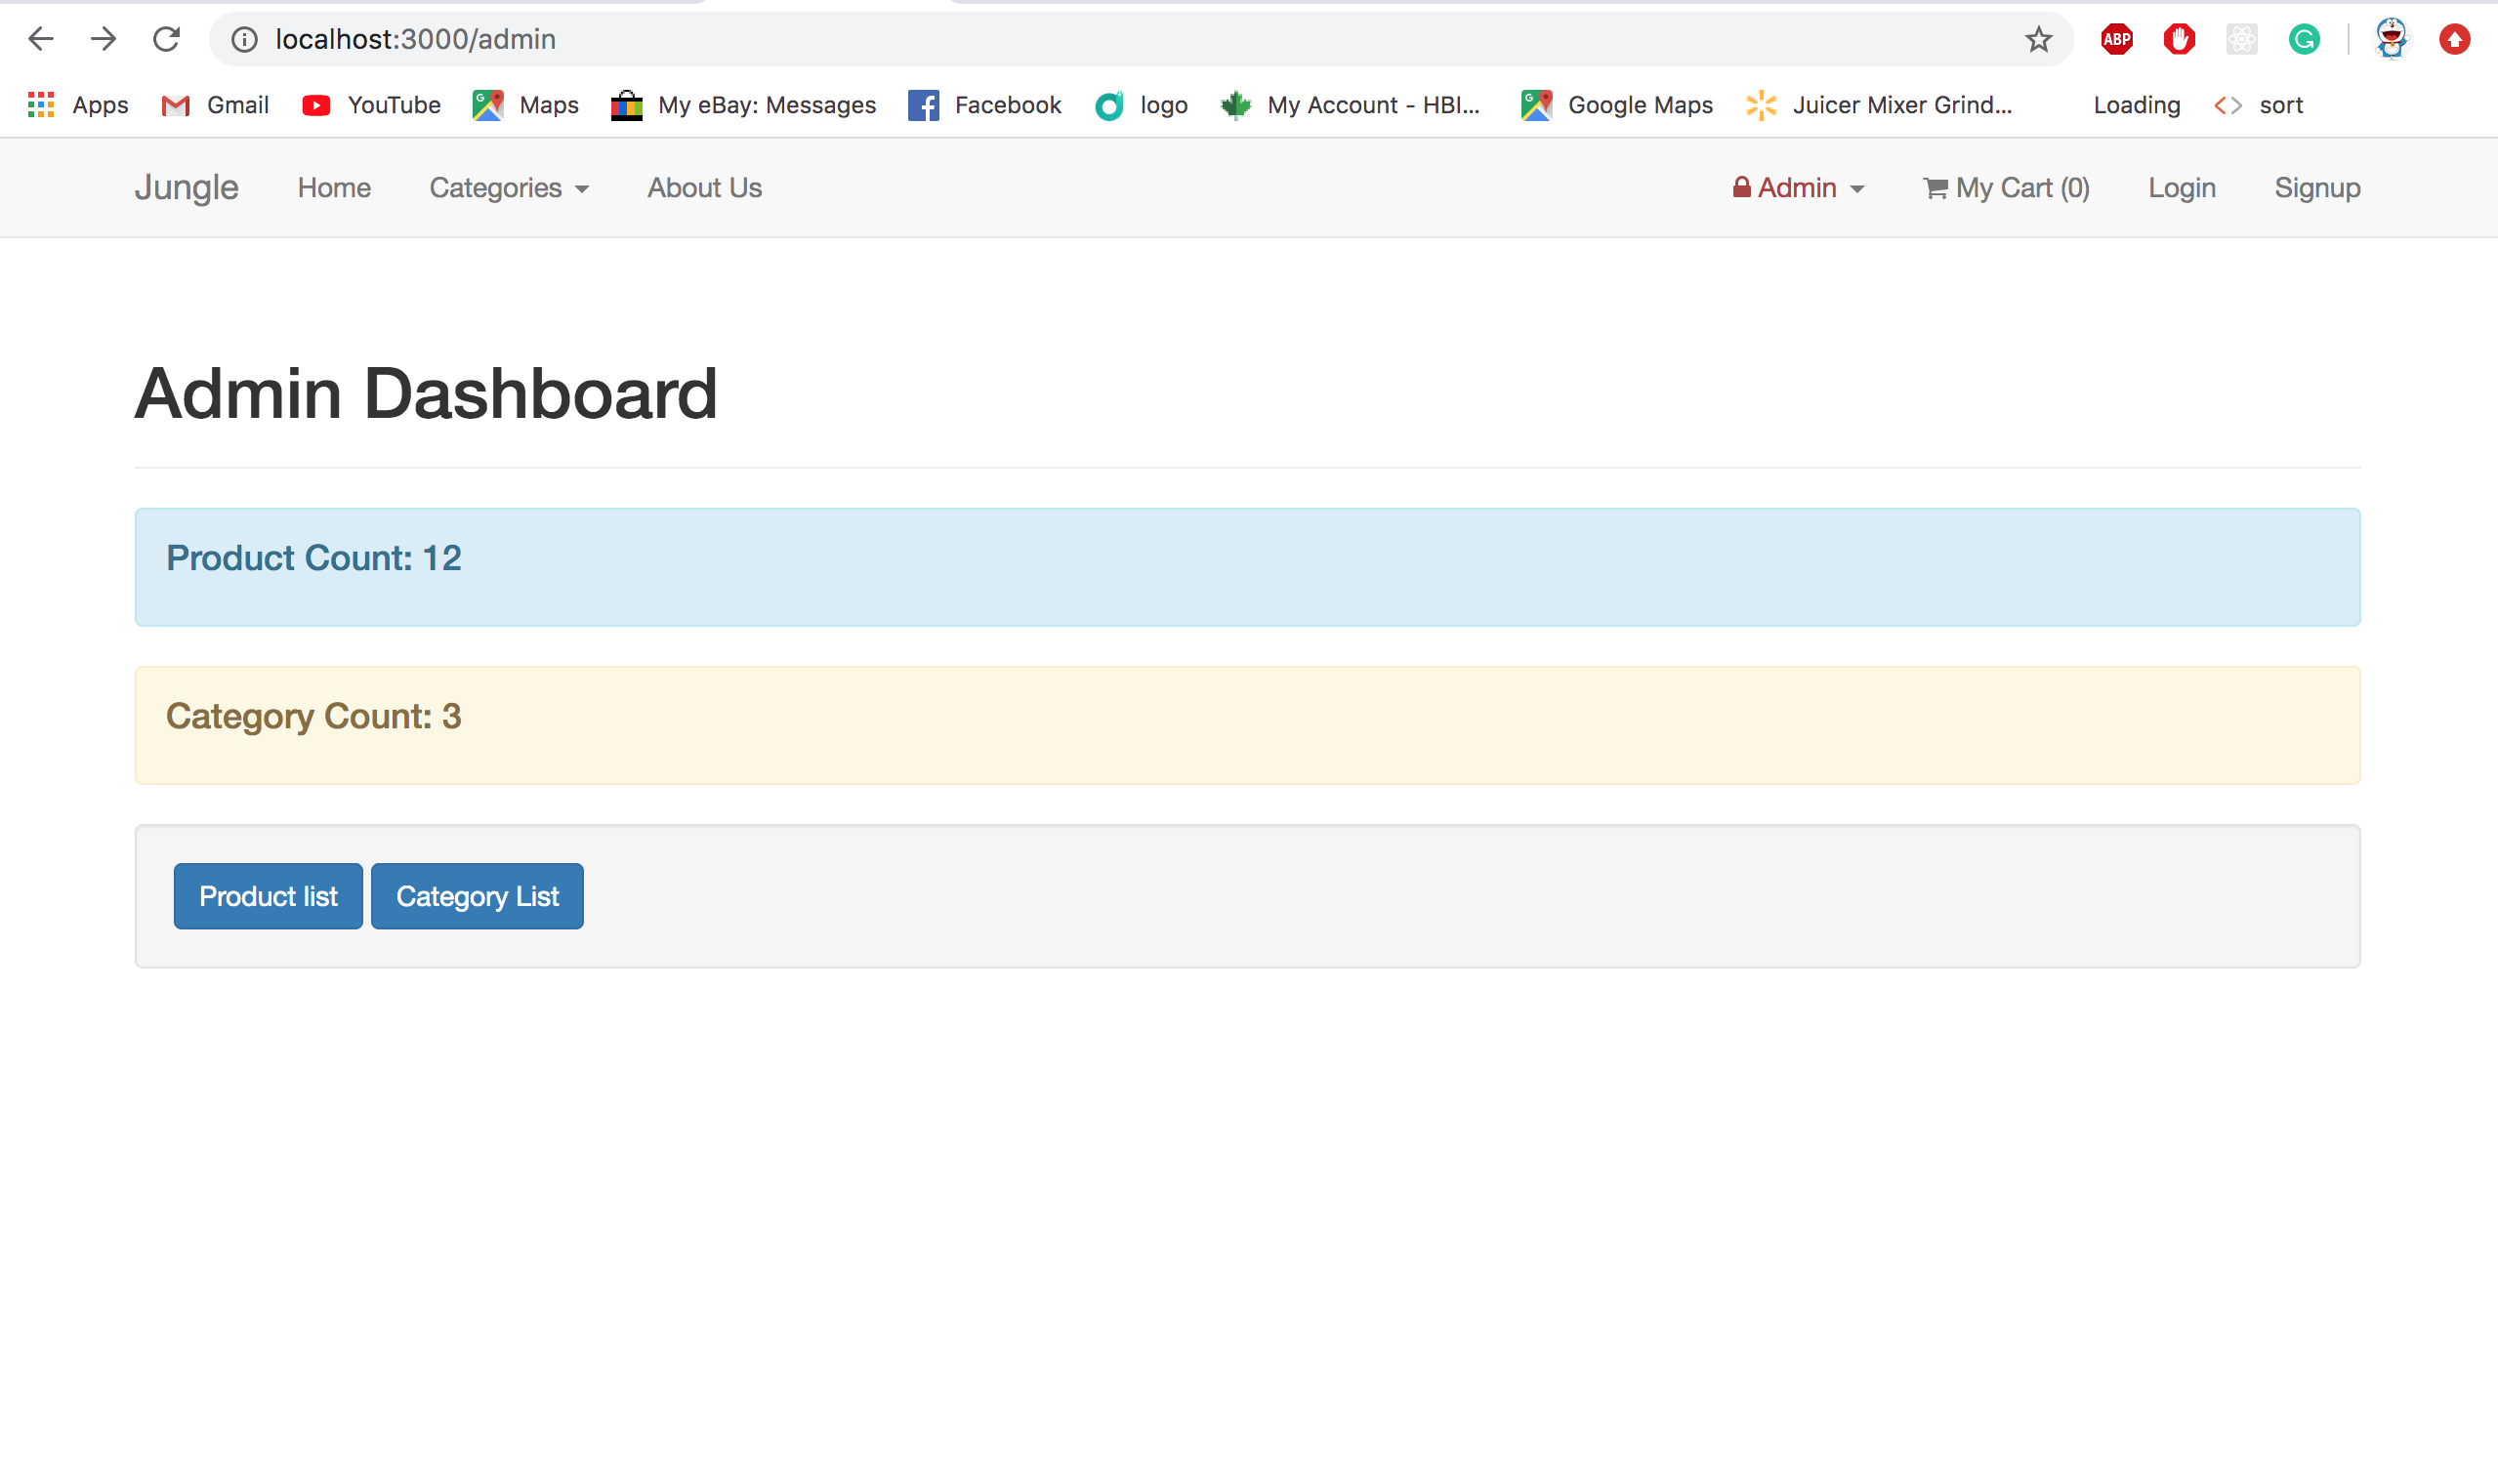 localhost:3000/admin
ABP
Apps Gmail YouTube Maps My eBay: Messages Facebook logo My Account - HBI... Google Maps Juicer Mixer Grind... Loading sort
Jungle Home Categories About Us Admin My Cart (0) Login Signup
Admin Dashboard
Product Count: 12
Category Count: 3
Product list Category List